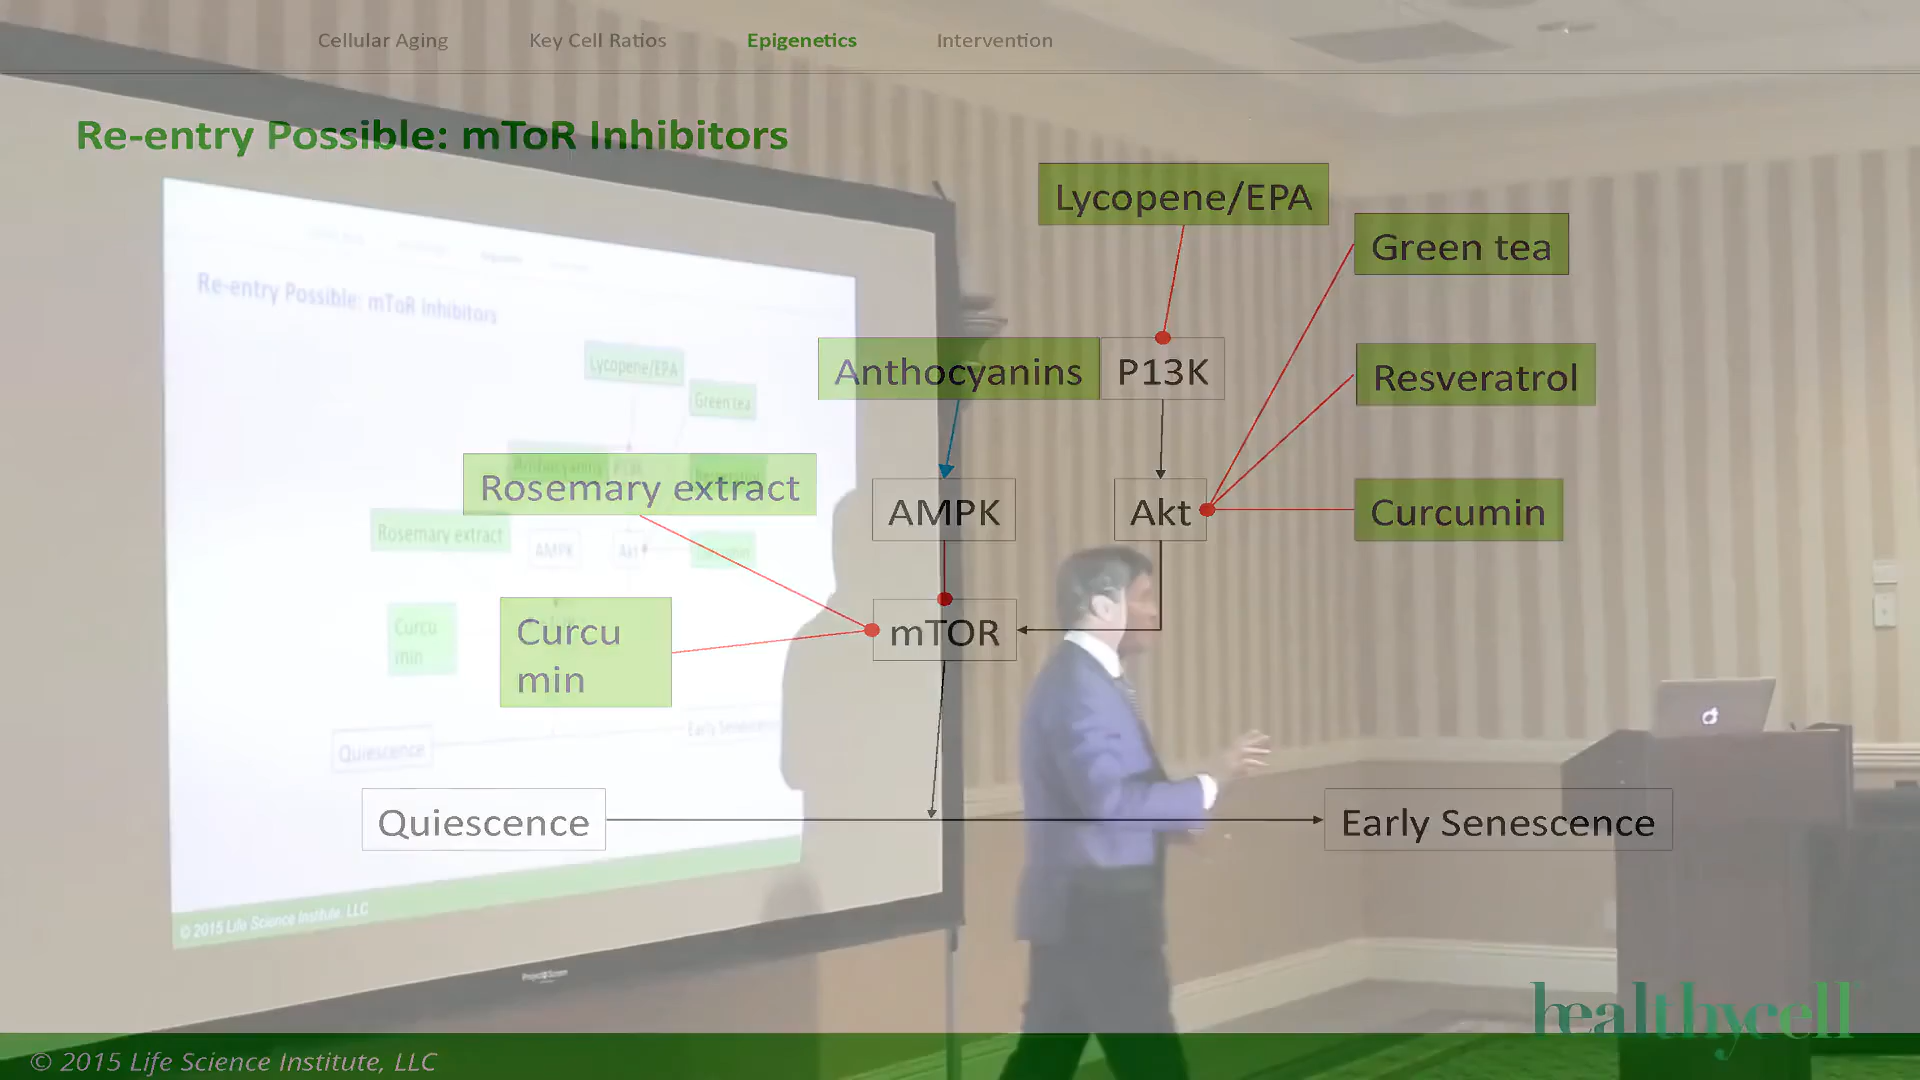 Cellular Aging Key Cell Ratios Epigenetics Intervention
Re-entry Possible: mToR Inhibitors
Lycopene/EPA
Green tea
Anthocyanins
P13K
Resveratrol
Rosemary extract
AMPK
Akt
Curcumin
Curcu
min
mTOR
Quiescence
Early Senescence
healthycell
© 2015 Life Science Institute, LLC
Re-entry Possible: mToR Inhibitors
Lycopene/EPA
Green tea
Rosemary extract
AMPK
Akt
Curcu
min
Quiescence
Early Senescence
© 2015 Life Science Institute, LLC